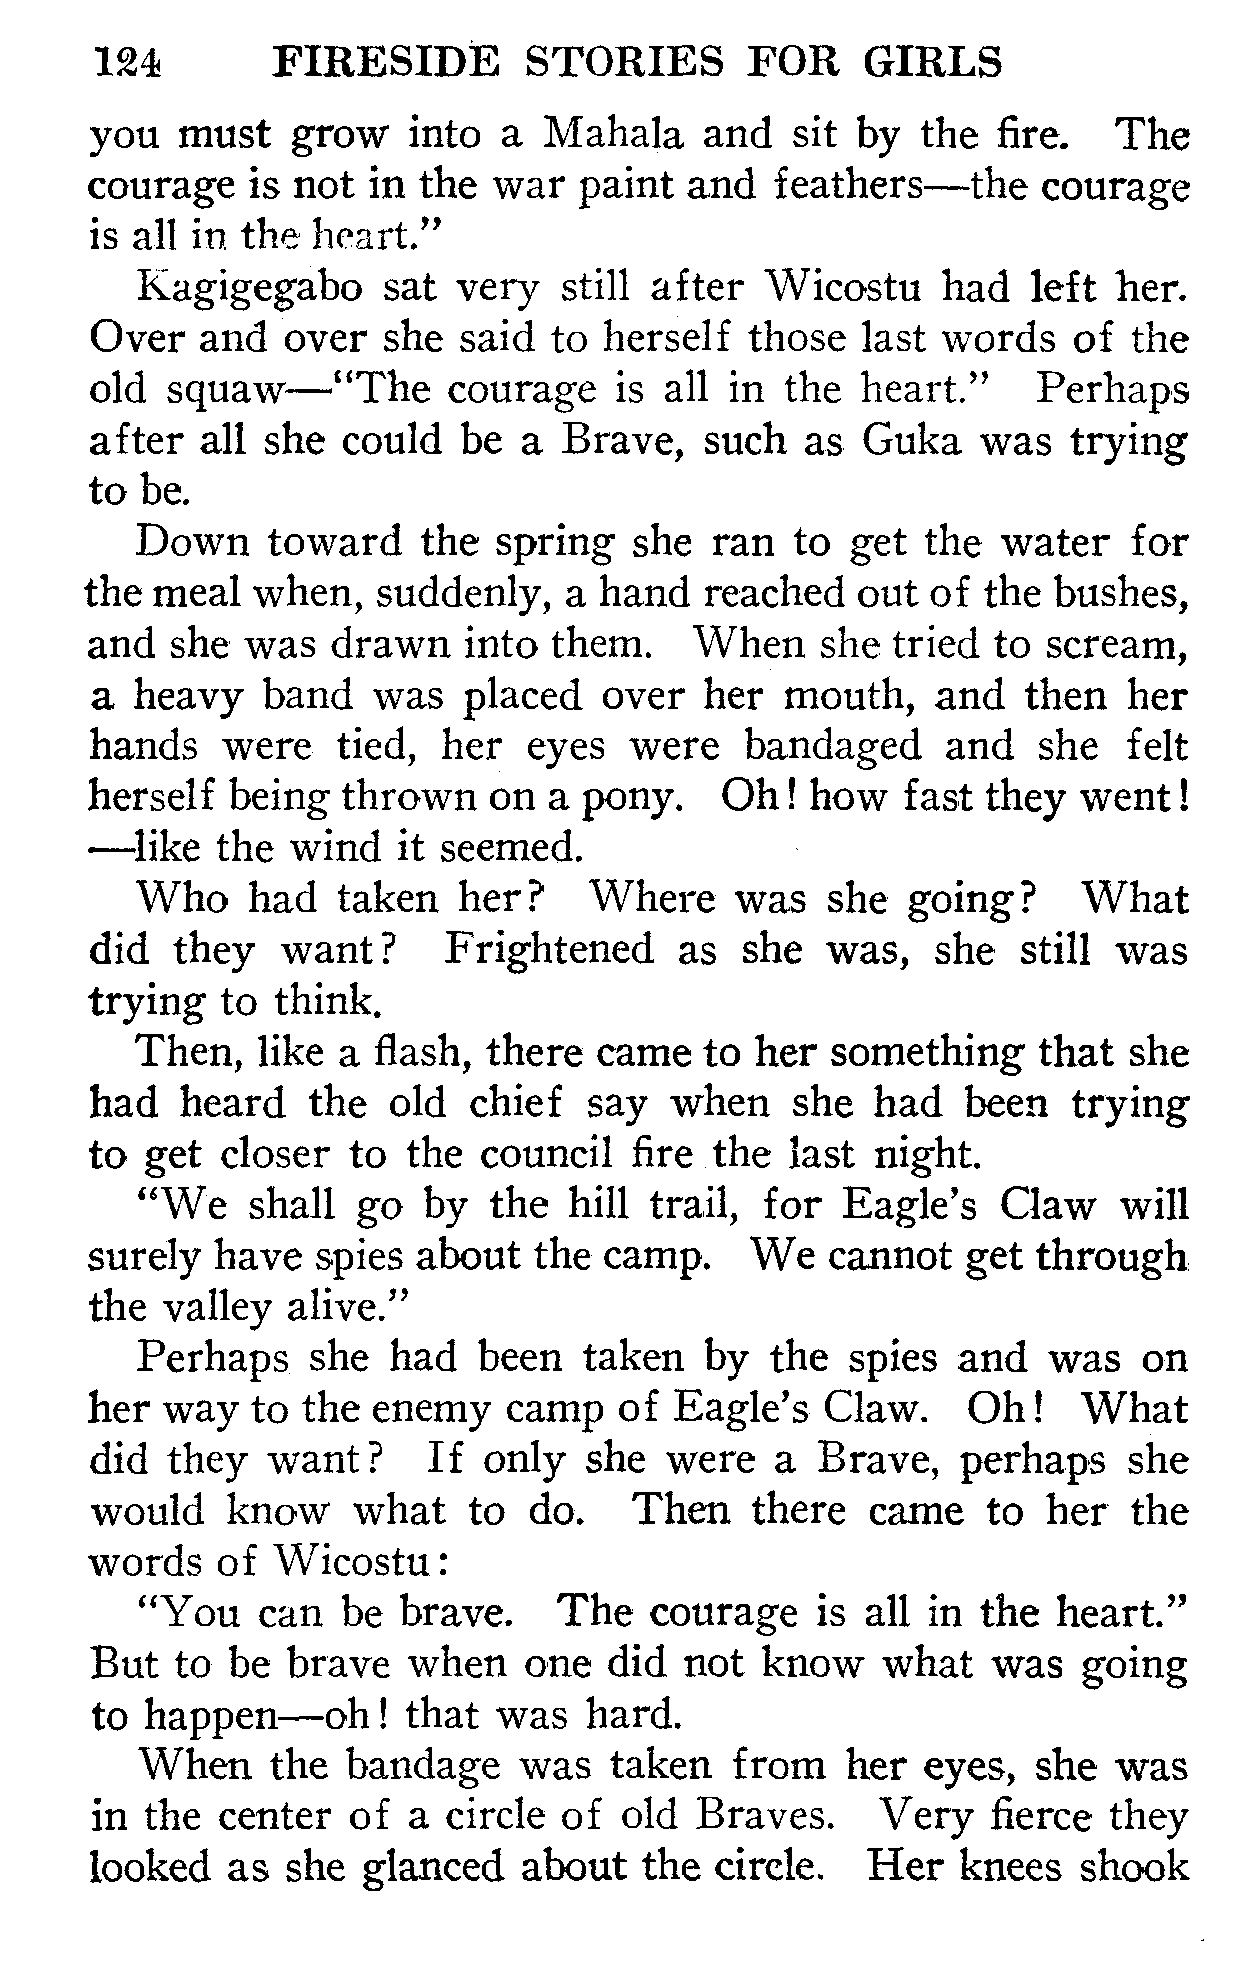 124 FIRESIDE STORIES FOR GIRLS
you must grow into a Mahala and sit by the fire. The
courage is not in the war paint and feathers—the courage
is all in the heart."
Kagigegabo sat very still after Wicostu had left her.
Over and over she said to herself those last words of the
old squaw—"The courage is all in the heart." Perhaps
after all she could be a Brave, such as Guka was trying
to be.
Down toward the spring she ran to get the water for
the meal when, suddenly, a hand reached out of the bushes,
and she was drawn into them. When she tried to scream,
a heavy band was placed over her mouth, and then her
hands were tied, her eyes were bandaged and she felt
herself being thrown on a pony. Oh! how fast they went!
—like the wind it seemed.
Who had taken her? Where was she going? What
did they want? Frightened as she was, she still was
trying to think.
Then, like a flash, there came to her something that she
had heard the old chief say when she had been trying
to get closer to the council fire the last night.
"We shall go by the hill trail, for Eagle's Claw will
surely have spies about the camp. We cannot get through
the valley alive."
Perhaps she had been taken by the spies and was on
her way to the enemy camp of Eagle's Claw. Oh! What
did they want? If only she were a Brave, perhaps she
would know what to do. Then there came to her the
words of Wicostu:
"You can be brave. The courage is all in the heart."
But to be brave when one did not know what was going
to happen—oh! that was hard.
When the bandage was taken from her eyes, she was
in the center of a circle of old Braves. Very fierce they
looked as she glanced about the circle. Her knees shook